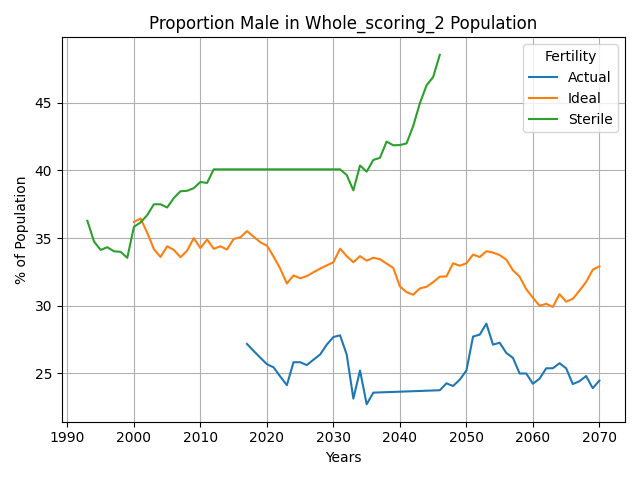 Proportion Male in Whole_scoring_2 Population
Fertility
Actual
Ideal
Sterile
% of Population
45
40
35
30
25
1990 2000 2010 2020 2030 2040 2050 2060 2070
Years